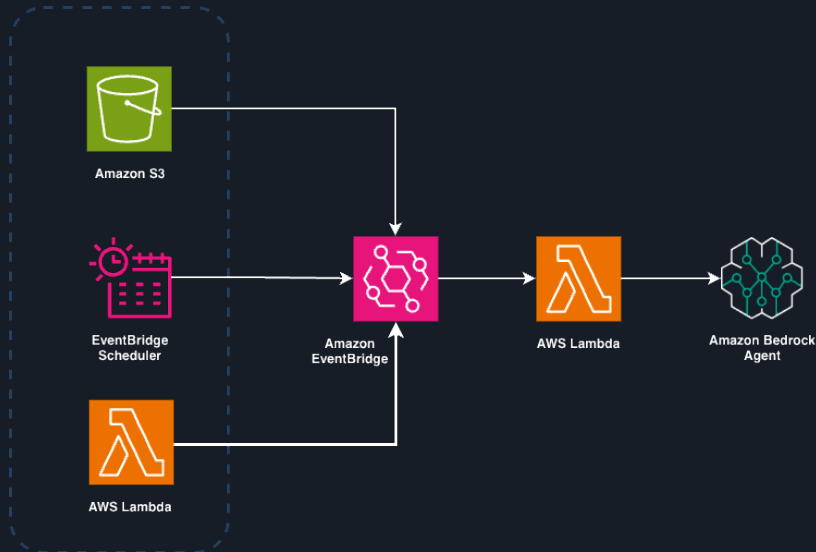 Amazon S3
EventBridge
Scheduler
Amazon
EventBridge
AWS Lambda
Amazon Bedrock
Agent
AWS Lambda